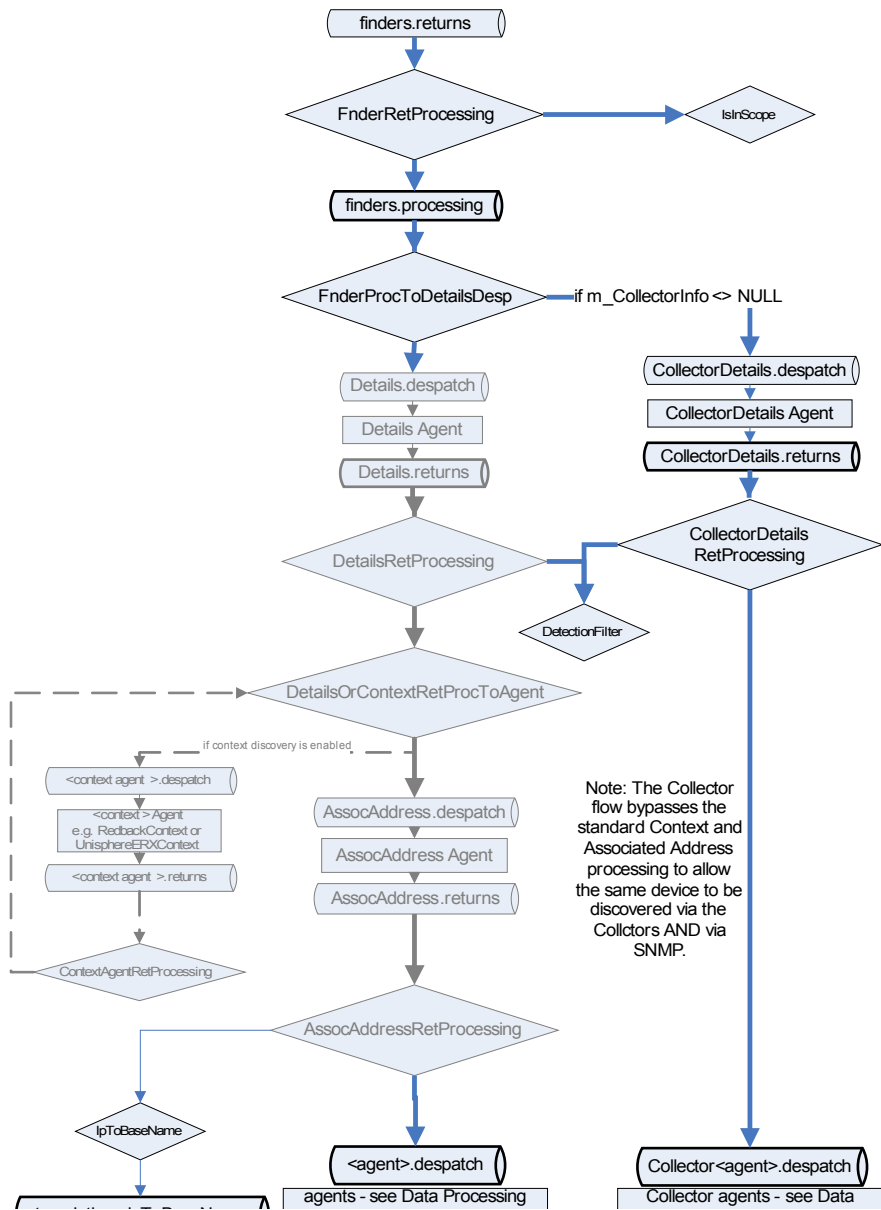 finders.returns
FnderRetProcessing
IsInScope
finders.processing
FnderProcToDetailsDesp
if m_CollectorInfo <> NULL
Details.despatch
Details Agent
Details.returns
CollectorDetails.despatch
CollectorDetails Agent
CollectorDetails.returns
DetailsRetProcessing
CollectorDetails
RetProcessing
DetectionFilter
DetailsOrContextRetProcToAgent
if context discovery is enabled
<context agent >.despatch
<context > Agent
e.g. RedbackContext or
UnisphereERXContext
<context agent >.returns
ContextAgentRetProcessing
AssocAddress.despatch
AssocAddress Agent
AssocAddress.returns
Note: The Collector
flow bypasses the
standard Context and
Associated Address
processing to allow
the same device to be
discovered via the
Collctors AND via
SNMP.
AssocAddressRetProcessing
IpToBaseName
<agent>.despatch
agents - see Data Processing
Collector<agent>.despatch
Collector agents - see Data